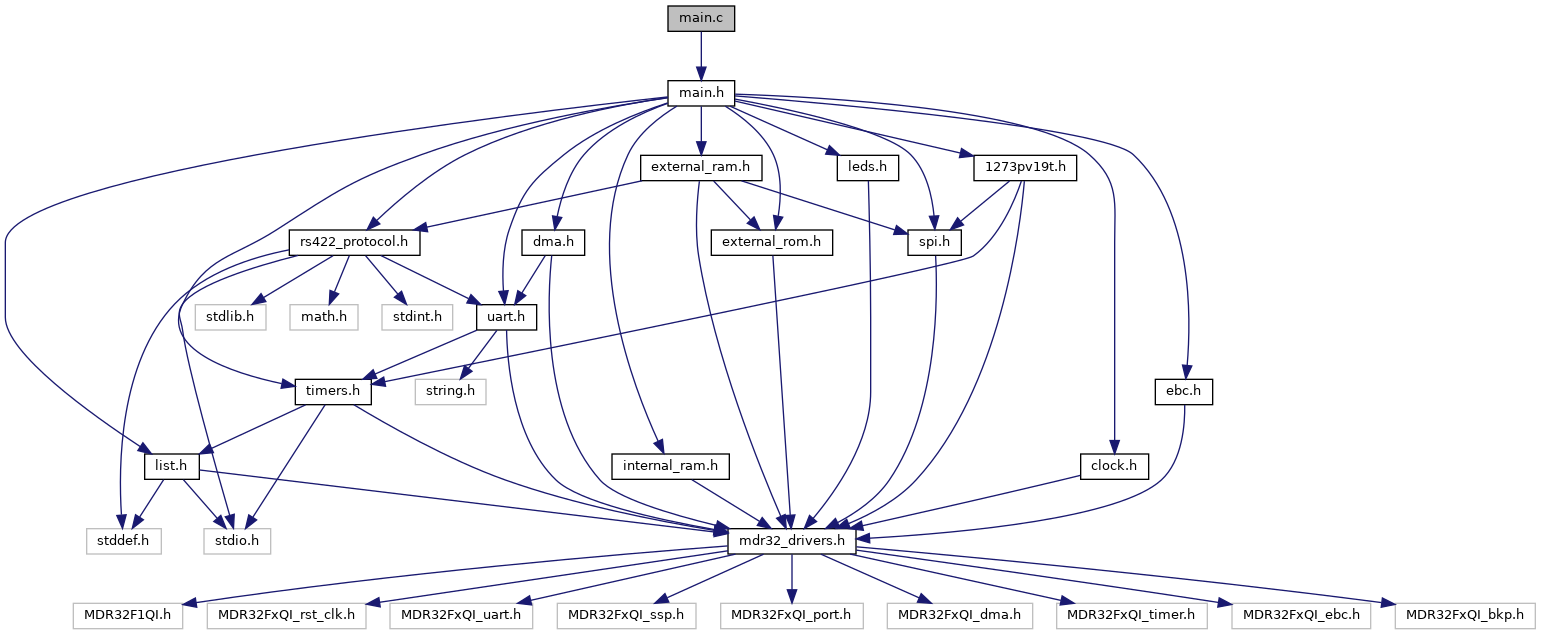 main.c
main.h
external_ram.h
leds.h
1273pv19t.h
rs422_protocol.h
dma.h
external_rom.h
spi.h
stdlib.h
math.h
stdint.h
uart.h
timers.h
string.h
ebc.h
list.h
internal_ram.h
clock.h
stddef.h
stdio.h
mdr32_drivers.h
MDR32F1QI.h
MDR32FxQI_rst_clk.h
MDR32FxQI_uart.h
MDR32FxQI_ssp.h
MDR32FxQI_port.h
MDR32FxQI_dma.h
MDR32FxQI_timer.h
MDR32FxQI_ebc.h
MDR32FxQI_bkp.h